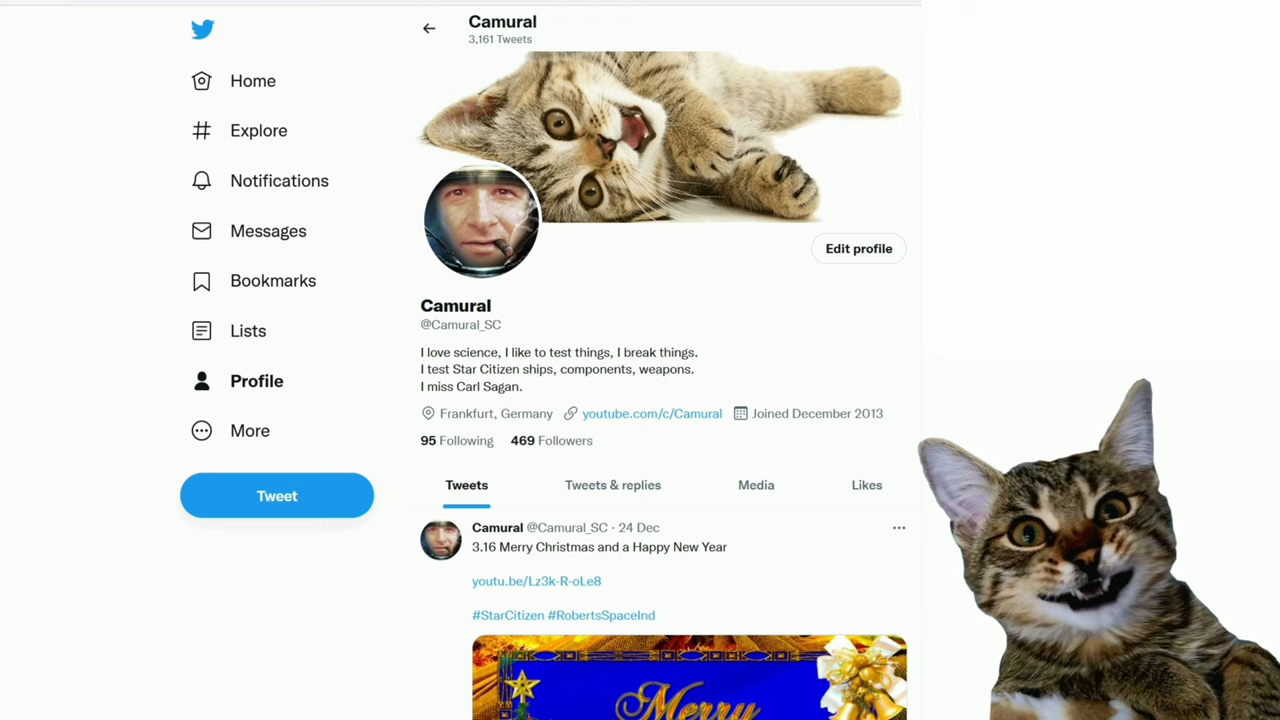 Camural
3,161 Tweets
Home
Explore
Notifications
Messages
Bookmarks
Lists
Profile
More
Tweet
Edit profile
Camural
@Camural_SC
I love science, I like to test things, I break things.
I test Star Citizen ships, components, weapons.
I miss Carl Sagan.
Frankfurt, Germany youtube.com/c/Camural Joined December 2013
95 Following 469 Followers
Tweets Tweets & replies Media Likes
Camural @Camural_SC · 24 Dec
3.16 Merry Christmas and a Happy New Year
youtu.be/Lz3k-R-oLe8
#StarCitizen #RobertsSpaceInd
Merry